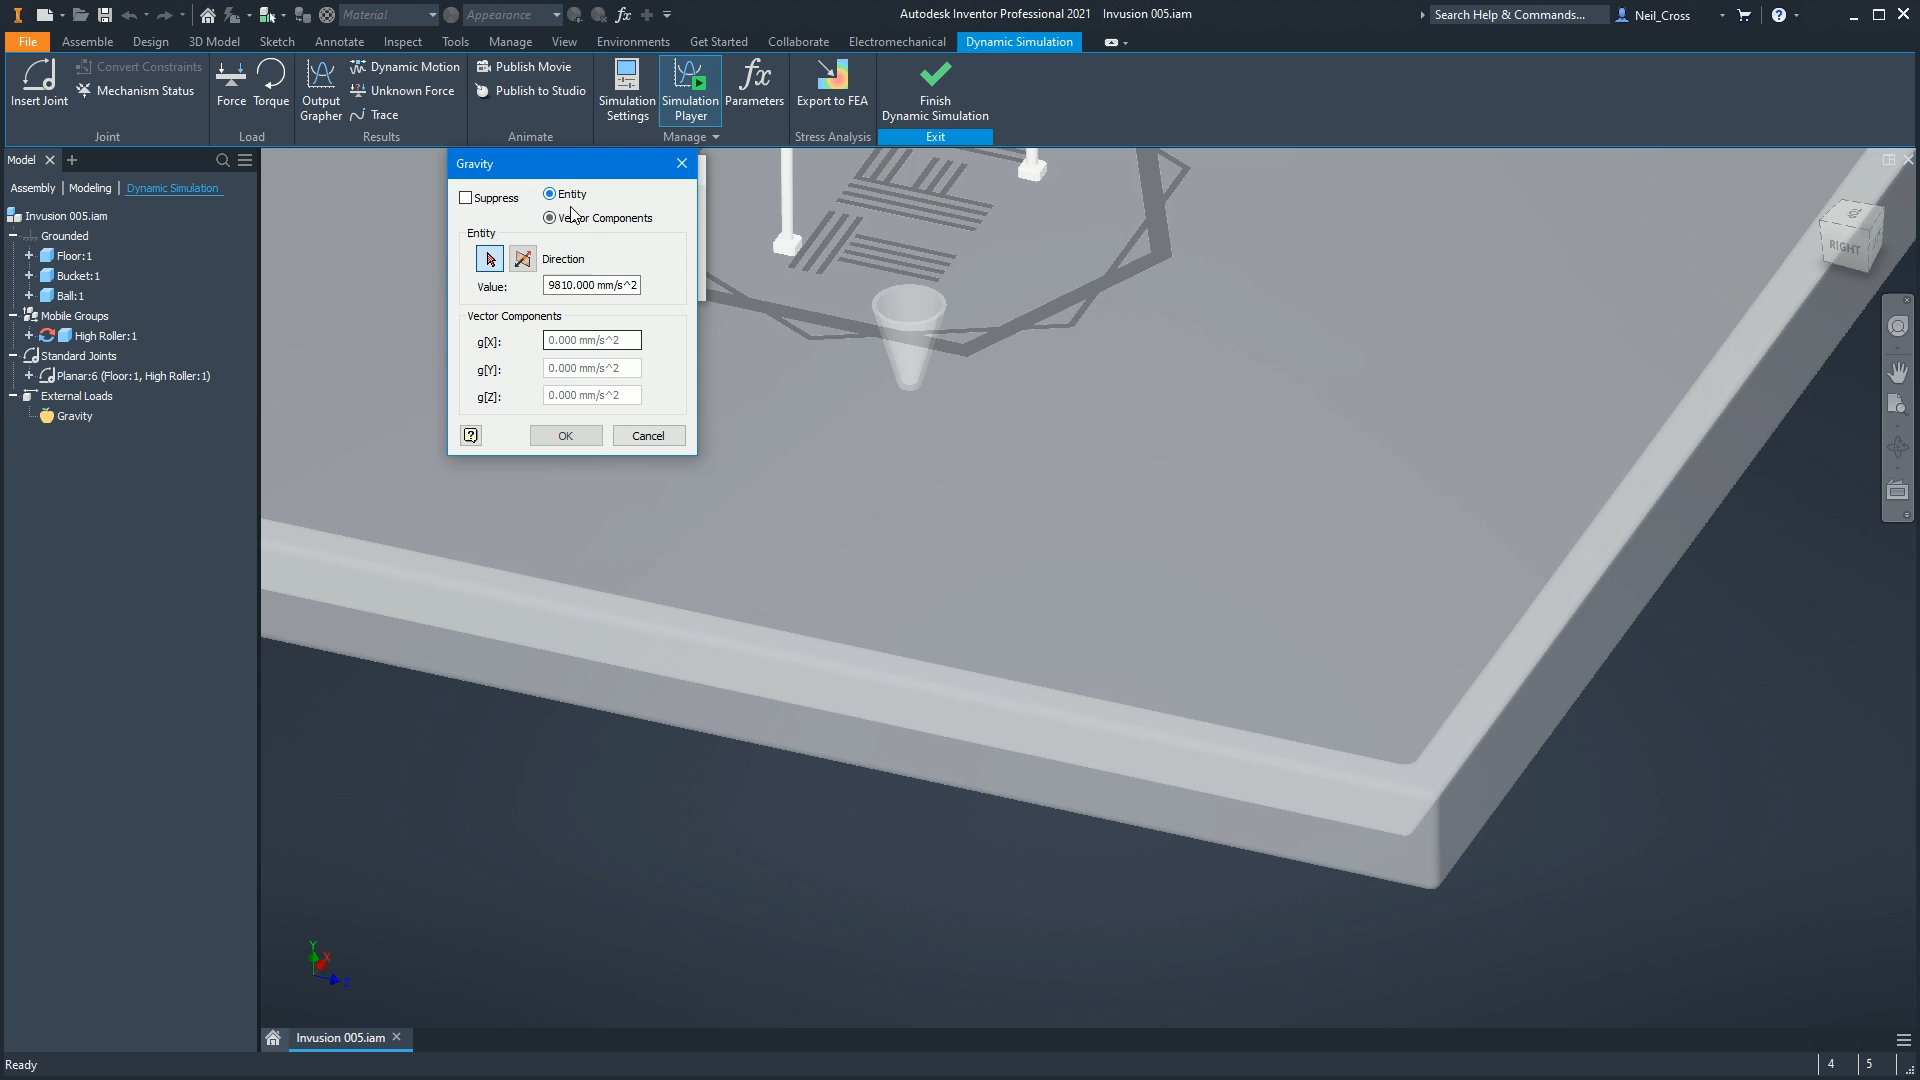 Material
Appearance
fx
Autodesk Inventor Professional 2021 Invusion 005.iam
Search Help & Commands...
Neil_Cross
File Assemble Design 3D Model Sketch Annotate Inspect Tools Manage View Environments Get Started Collaborate Electromechanical Dynamic Simulation
Insert Joint
Convert Constraints
Mechanism Status
Joint
Force
Torque
Load
Output
Grapher
Dynamic Motion
Unknown Force
Trace
Results
Publish Movie
Publish to Studio
Animate
Simulation
Settings
Simulation
Player
fx
Parameters
Manage
Export to FEA
Stress Analysis
Finish
Dynamic Simulation
Exit
Model
Assembly | Modeling | Dynamic Simulation
Invusion 005.iam
Grounded
Floor:1
Bucket:1
Ball:1
Mobile Groups
High Roller:1
Standard Joints
Planar:6 (Floor:1, High Roller:1)
External Loads
Gravity
Gravity
Suppress
Entity
Vector Components
Entity
Direction
Value: 9810.000 mm/s^2
Vector Components
g[X]: 0.000 mm/s^2
g[Y]: 0.000 mm/s^2
g[Z]: 0.000 mm/s^2
OK
Cancel
RIGHT
Y
X
Z
Invusion 005.iam
Ready
4 5